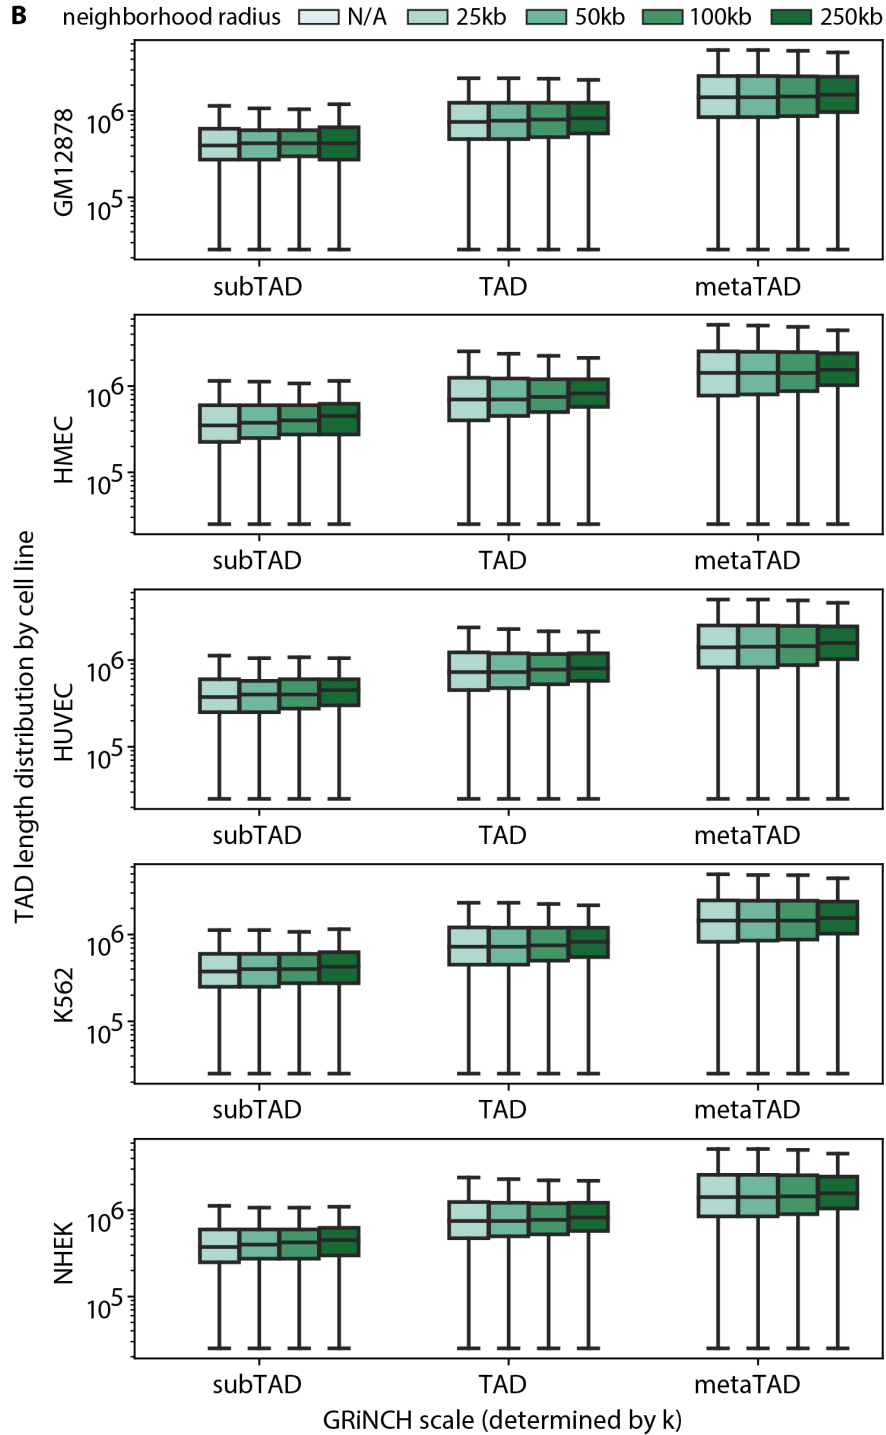 B neighborhood radius N/A 25kb 50kb 100kb 250kb
TAD length distribution by cell line
GM12878
10^6
10^5
subTAD TAD metaTAD
HMEC
10^6
10^5
subTAD TAD metaTAD
HUVEC
10^6
10^5
subTAD TAD metaTAD
K562
10^6
10^5
subTAD TAD metaTAD
NHEK
10^6
10^5
subTAD TAD metaTAD
GRiNCH scale (determined by k)